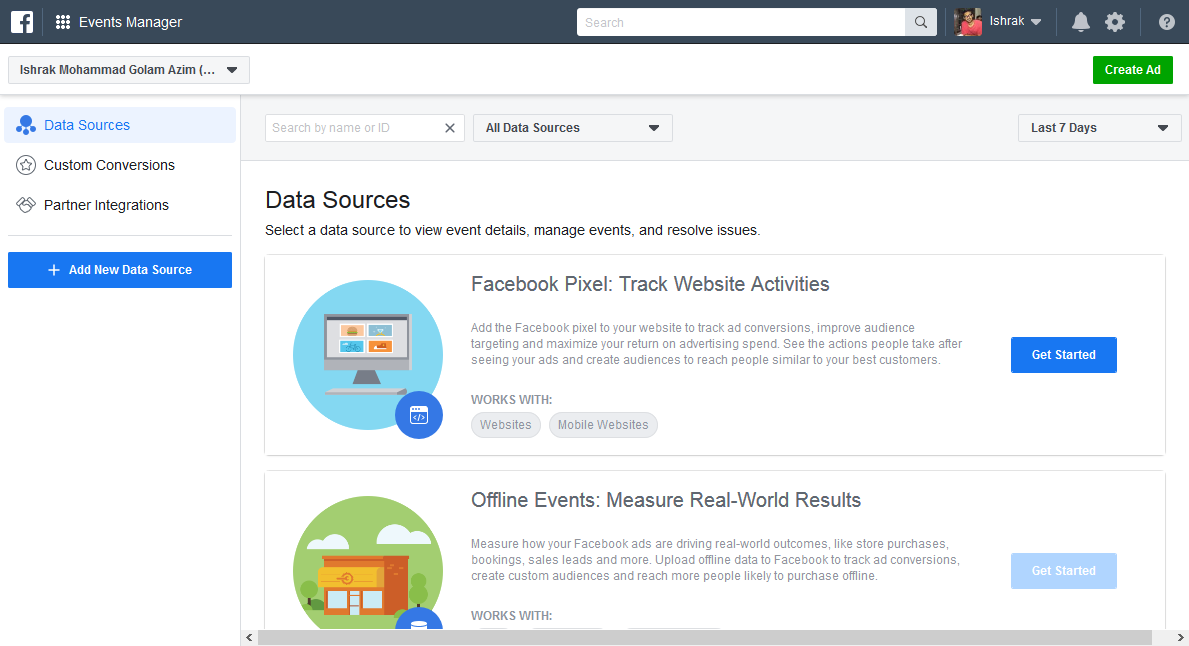 Events Manager
Search
Ishrak
Ishrak Mohammad Golam Azim (...
Create Ad
Data Sources
Custom Conversions
Partner Integrations
+ Add New Data Source
Search by name or ID
All Data Sources
Last 7 Days
Data Sources
Select a data source to view event details, manage events, and resolve issues.
Facebook Pixel: Track Website Activities
Add the Facebook pixel to your website to track ad conversions, improve audience
targeting and maximize your return on advertising spend. See the actions people take after
seeing your ads and create audiences to reach people similar to your best customers.
Get Started
WORKS WITH:
Websites
Mobile Websites
Offline Events: Measure Real-World Results
Measure how your Facebook ads are driving real-world outcomes, like store purchases,
bookings, sales leads and more. Upload offline data to Facebook to track ad conversions,
create custom audiences and reach more people likely to purchase offline.
Get Started
WORKS WITH: